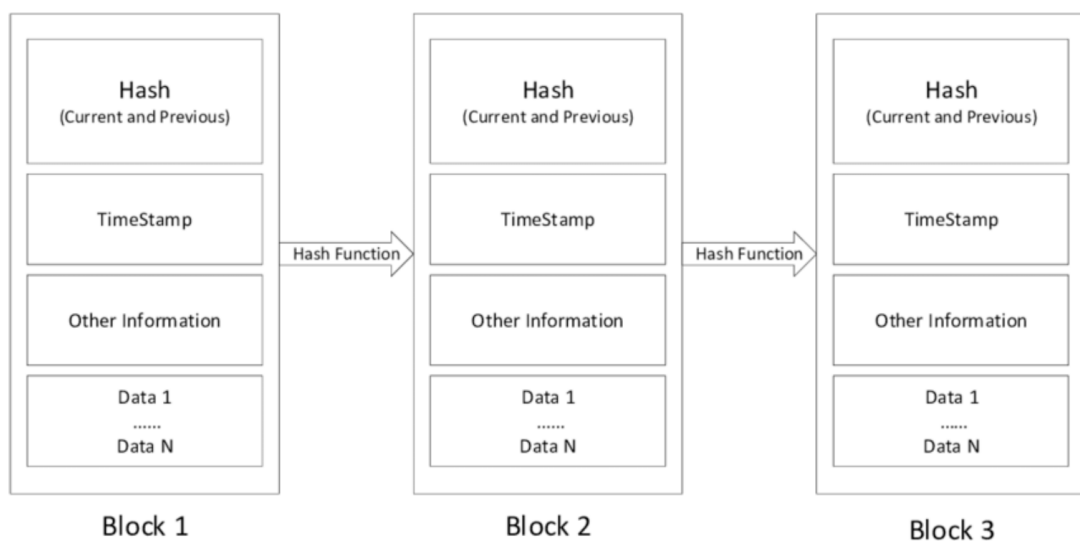 Hash
(Current and Previous)
TimeStamp
Other Information
Data 1
......
Data N
Block 1
Hash Function
Hash
(Current and Previous)
TimeStamp
Other Information
Data 1
......
Data N
Block 2
Hash Function
Hash
(Current and Previous)
TimeStamp
Other Information
Data 1
......
Data N
Block 3